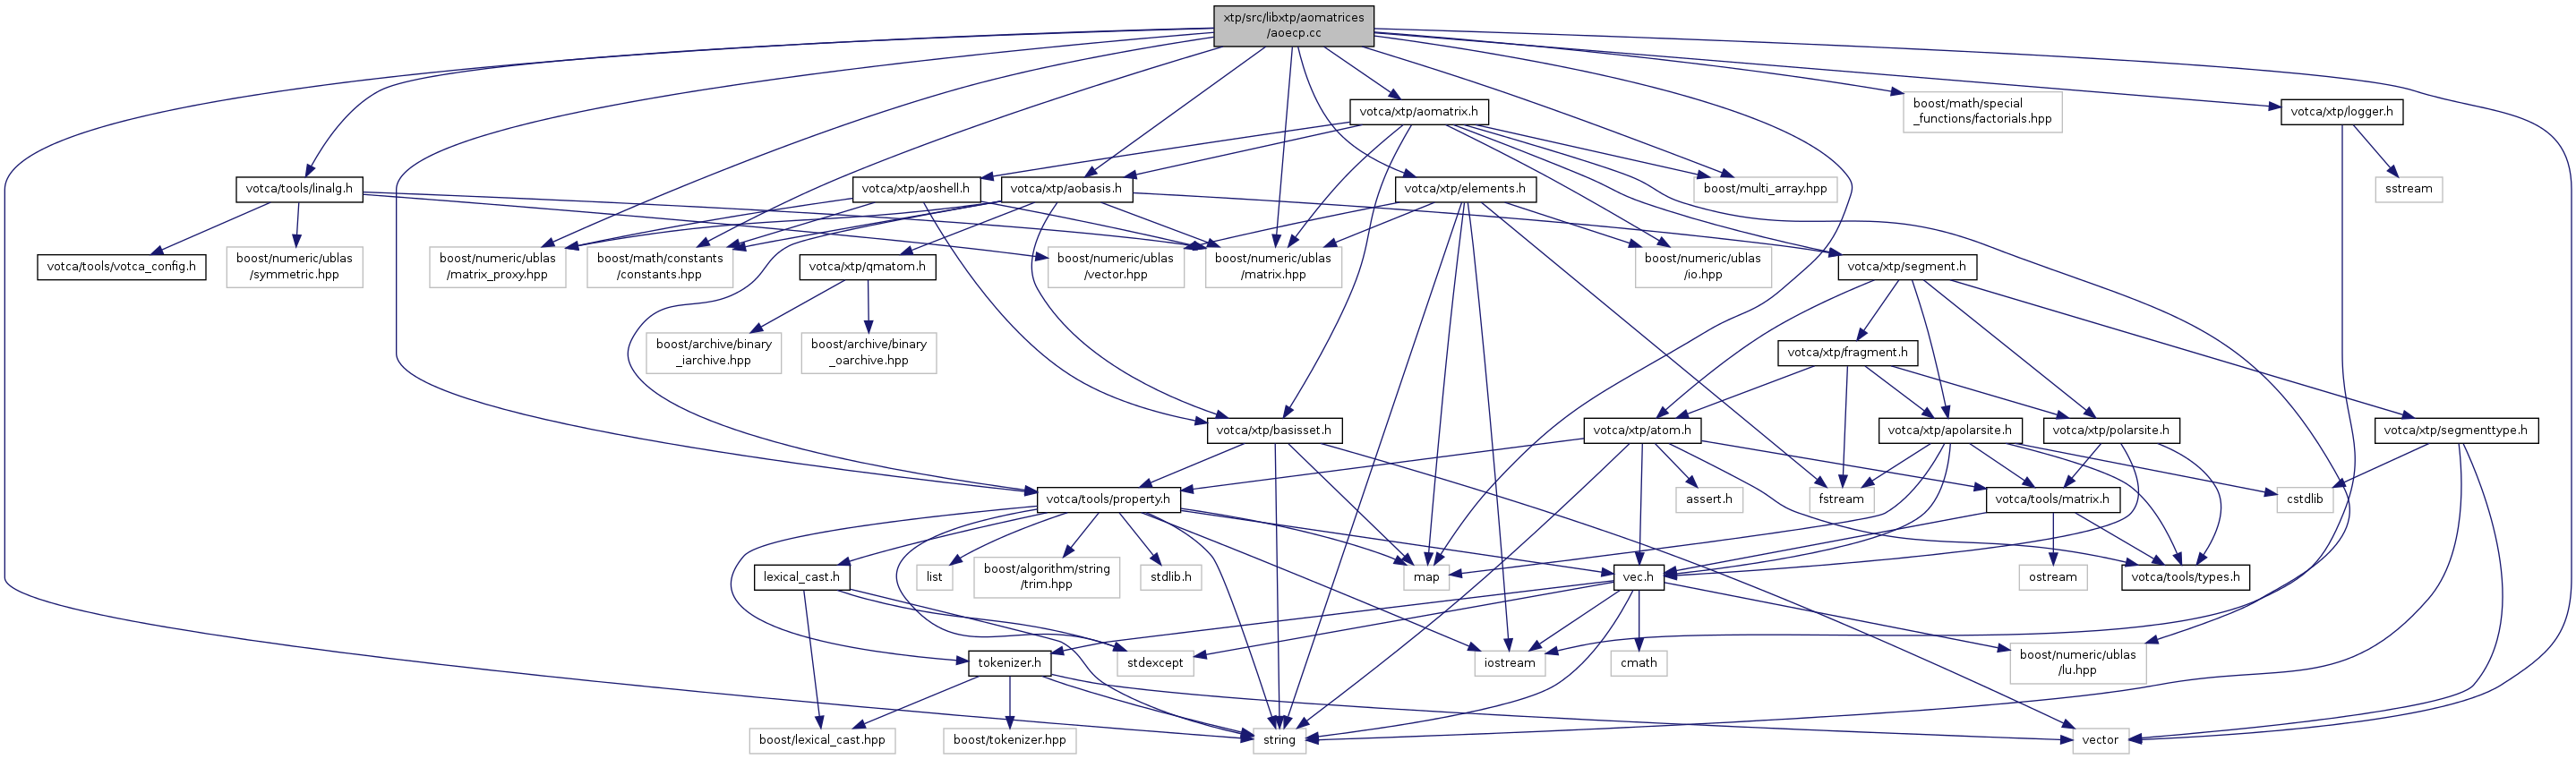 xtp/src/libxtp/aomatrices
/aoecp.cc
votca/xtp/aomatrix.h
boost/math/special
_functions/factorials.hpp
votca/xtp/logger.h
votca/tools/linalg.h
votca/xtp/aoshell.h
votca/xtp/aobasis.h
votca/xtp/elements.h
boost/multi_array.hpp
sstream
votca/tools/votca_config.h
boost/numeric/ublas
/symmetric.hpp
boost/numeric/ublas
/matrix_proxy.hpp
boost/math/constants
/constants.hpp
votca/xtp/qmatom.h
boost/numeric/ublas
/vector.hpp
boost/numeric/ublas
/matrix.hpp
boost/numeric/ublas
/io.hpp
votca/xtp/segment.h
boost/archive/binary
_iarchive.hpp
boost/archive/binary
_oarchive.hpp
votca/xtp/fragment.h
votca/xtp/basisset.h
votca/xtp/atom.h
votca/xtp/apolarsite.h
votca/xtp/polarsite.h
votca/xtp/segmenttype.h
votca/tools/property.h
assert.h
fstream
votca/tools/matrix.h
cstdlib
lexical_cast.h
list
boost/algorithm/string
/trim.hpp
stdlib.h
map
vec.h
ostream
votca/tools/types.h
tokenizer.h
stdexcept
iostream
cmath
boost/numeric/ublas
/lu.hpp
boost/lexical_cast.hpp
boost/tokenizer.hpp
string
vector